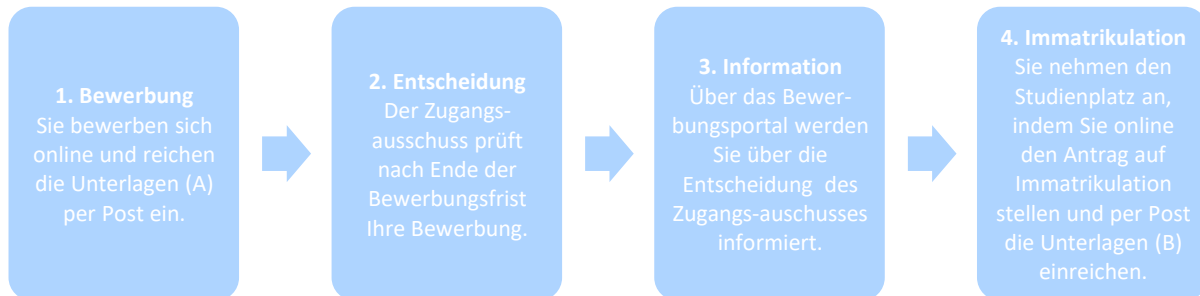 1. Bewerbung
Sie bewerben sich
online und reichen
die Unterlagen (A)
per Post ein.
2. Entscheidung
Der Zugangs-
ausschuss prüft
nach Ende der
Bewerbungsfrist
Ihre Bewerbung.
3. Information
Über das Bewer-
bungsportal werden
Sie über die
Entscheidung  des
Zugangs-auschusses
informiert.
4. Immatrikulation
Sie nehmen den
Studienplatz an,
indem Sie online
den Antrag auf
Immatrikulation
stellen und per Post
die Unterlagen (B)
einreichen.